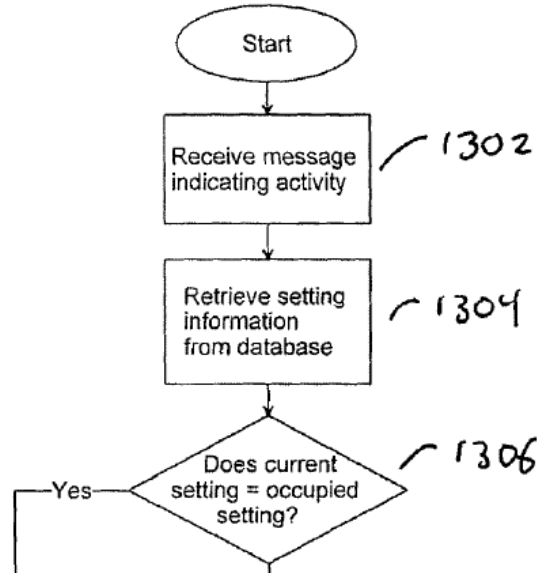 Start
Receive message
indicating activity
1302
Retrieve setting
information
from database
1304
Does current
setting = occupied
setting?
1306
Yes